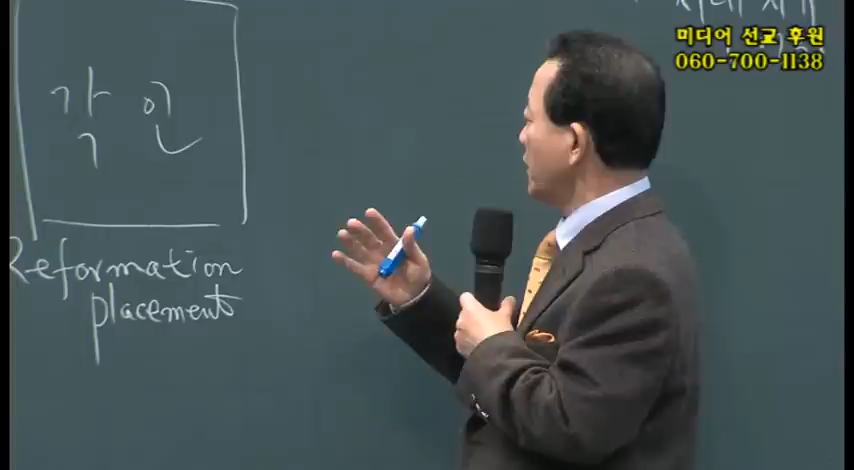 미디어 선교 후원
060-700-1138
각 인
Reformation
placement